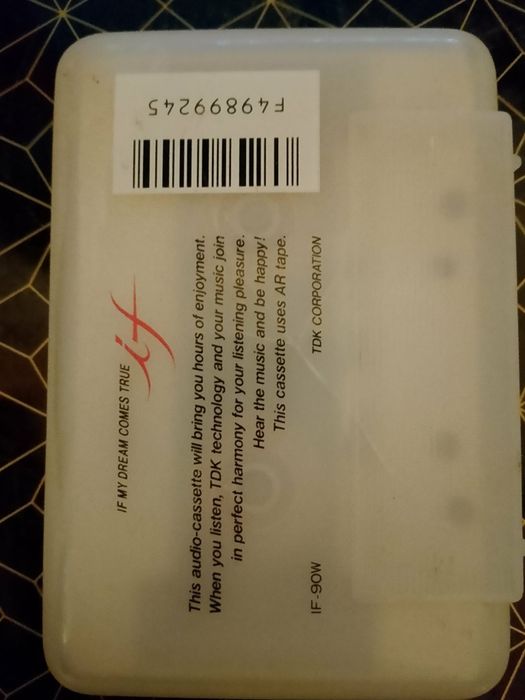 F49899245
IF MY DREAM COMES TRUE
if
This audio-cassette will bring you hours of enjoyment.
When you listen, TDK technology and your music join
in perfect harmony for your listening pleasure.
Hear the music and be happy!
This cassette uses AR tape.
IF-90W TDK CORPORATION